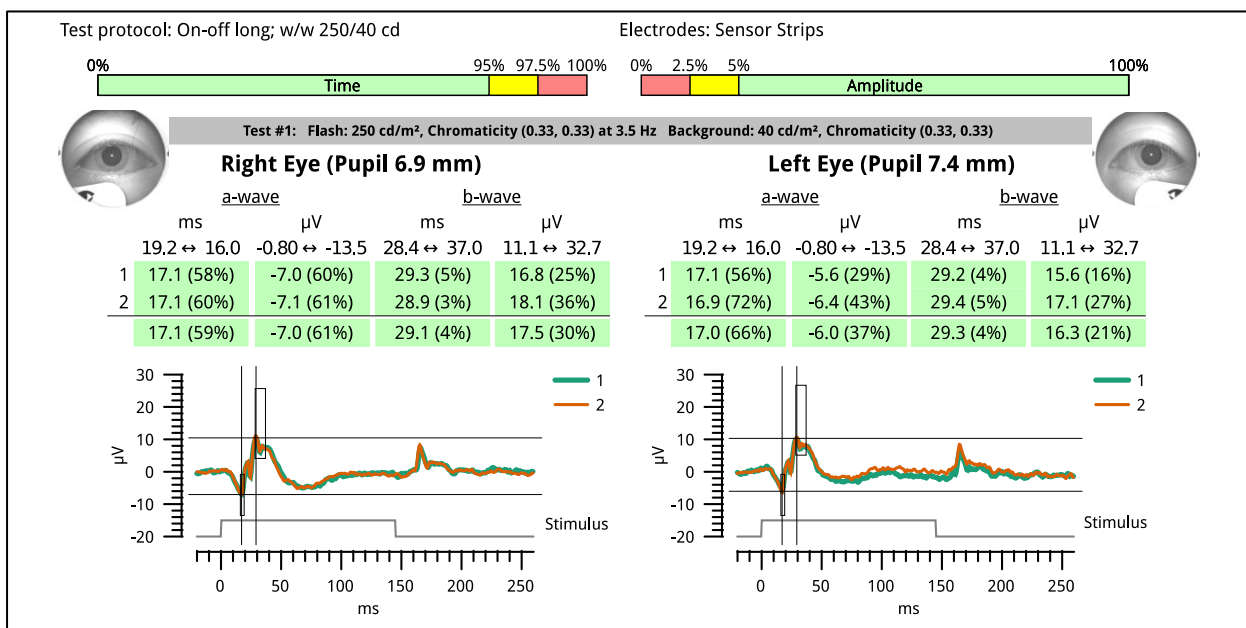 Test protocol: On-off long; w/w 250/40 cd Electrodes: Sensor Strips
0% 95% 97.5% 100% 0% 2.5% 5% 100%
Time Amplitude
Test #1: Flash: 250 cd/m², Chromaticity (0.33, 0.33) at 3.5 Hz Background: 40 cd/m², Chromaticity (0.33, 0.33)
Right Eye (Pupil 6.9 mm) Left Eye (Pupil 7.4 mm)
a-wave b-wave a-wave b-wave
ms µV ms µV ms µV ms µV
19.2 ↔ 16.0 -0.80 ↔ -13.5 28.4 ↔ 37.0 11.1 ↔ 32.7 19.2 ↔ 16.0 -0.80 ↔ -13.5 28.4 ↔ 37.0 11.1 ↔ 32.7
1 17.1 (58%) -7.0 (60%) 29.3 (5%) 16.8 (25%) 1 17.1 (56%) -5.6 (29%) 29.2 (4%) 15.6 (16%)
2 17.1 (60%) -7.1 (61%) 28.9 (3%) 18.1 (36%) 2 16.9 (72%) -6.4 (43%) 29.4 (5%) 17.1 (27%)
17.1 (59%) -7.0 (61%) 29.1 (4%) 17.5 (30%) 17.0 (66%) -6.0 (37%) 29.3 (4%) 16.3 (21%)
30 1 30 1
20 2 20 2
10 10
µV 0 µV 0
-10 -10
Stimulus Stimulus
-20 -20
0 50 100 150 200 250 0 50 100 150 200 250
ms ms